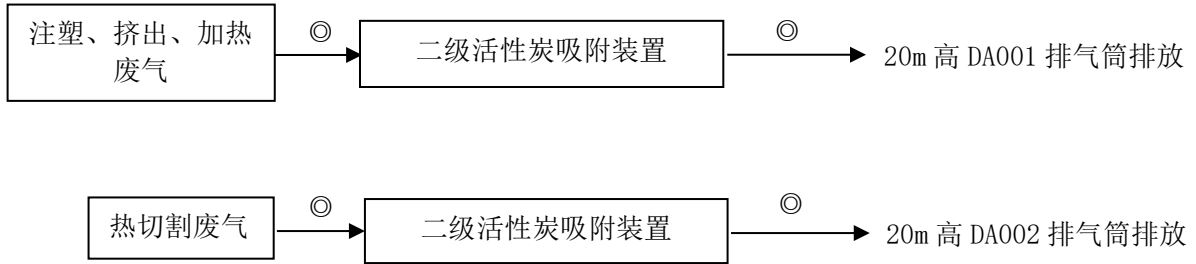 注塑、挤出、加热
废气
◎
二级活性炭吸附装置
◎
20m 高 DA001 排气筒排放
热切割废气
◎
二级活性炭吸附装置
◎
20m 高 DA002 排气筒排放